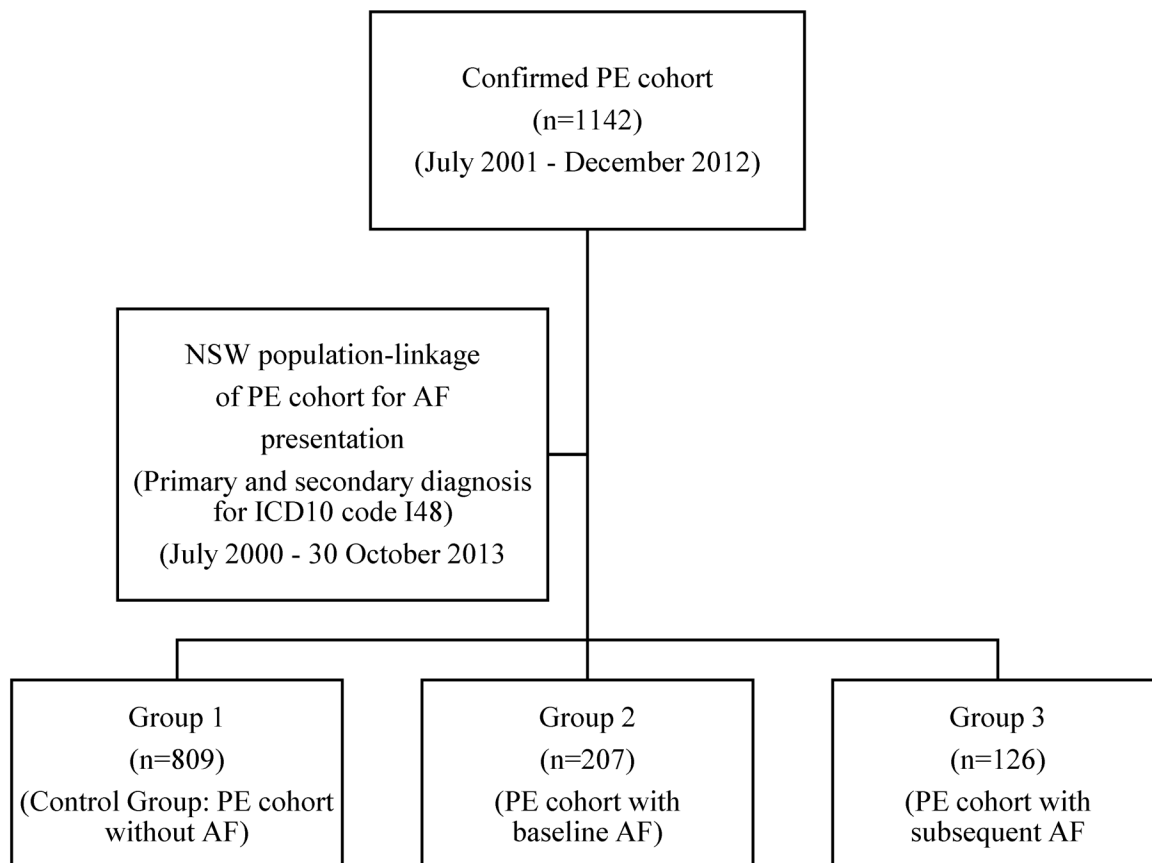 Confirmed PE cohort
(n=1142)
(July 2001 - December 2012)
NSW population-linkage
of PE cohort for AF
presentation
(Primary and secondary diagnosis
for ICD10 code I48)
(July 2000 - 30 October 2013
Group 1
(n=809)
(Control Group: PE cohort
without AF)
Group 2
(n=207)
(PE cohort with
baseline AF)
Group 3
(n=126)
(PE cohort with
subsequent AF